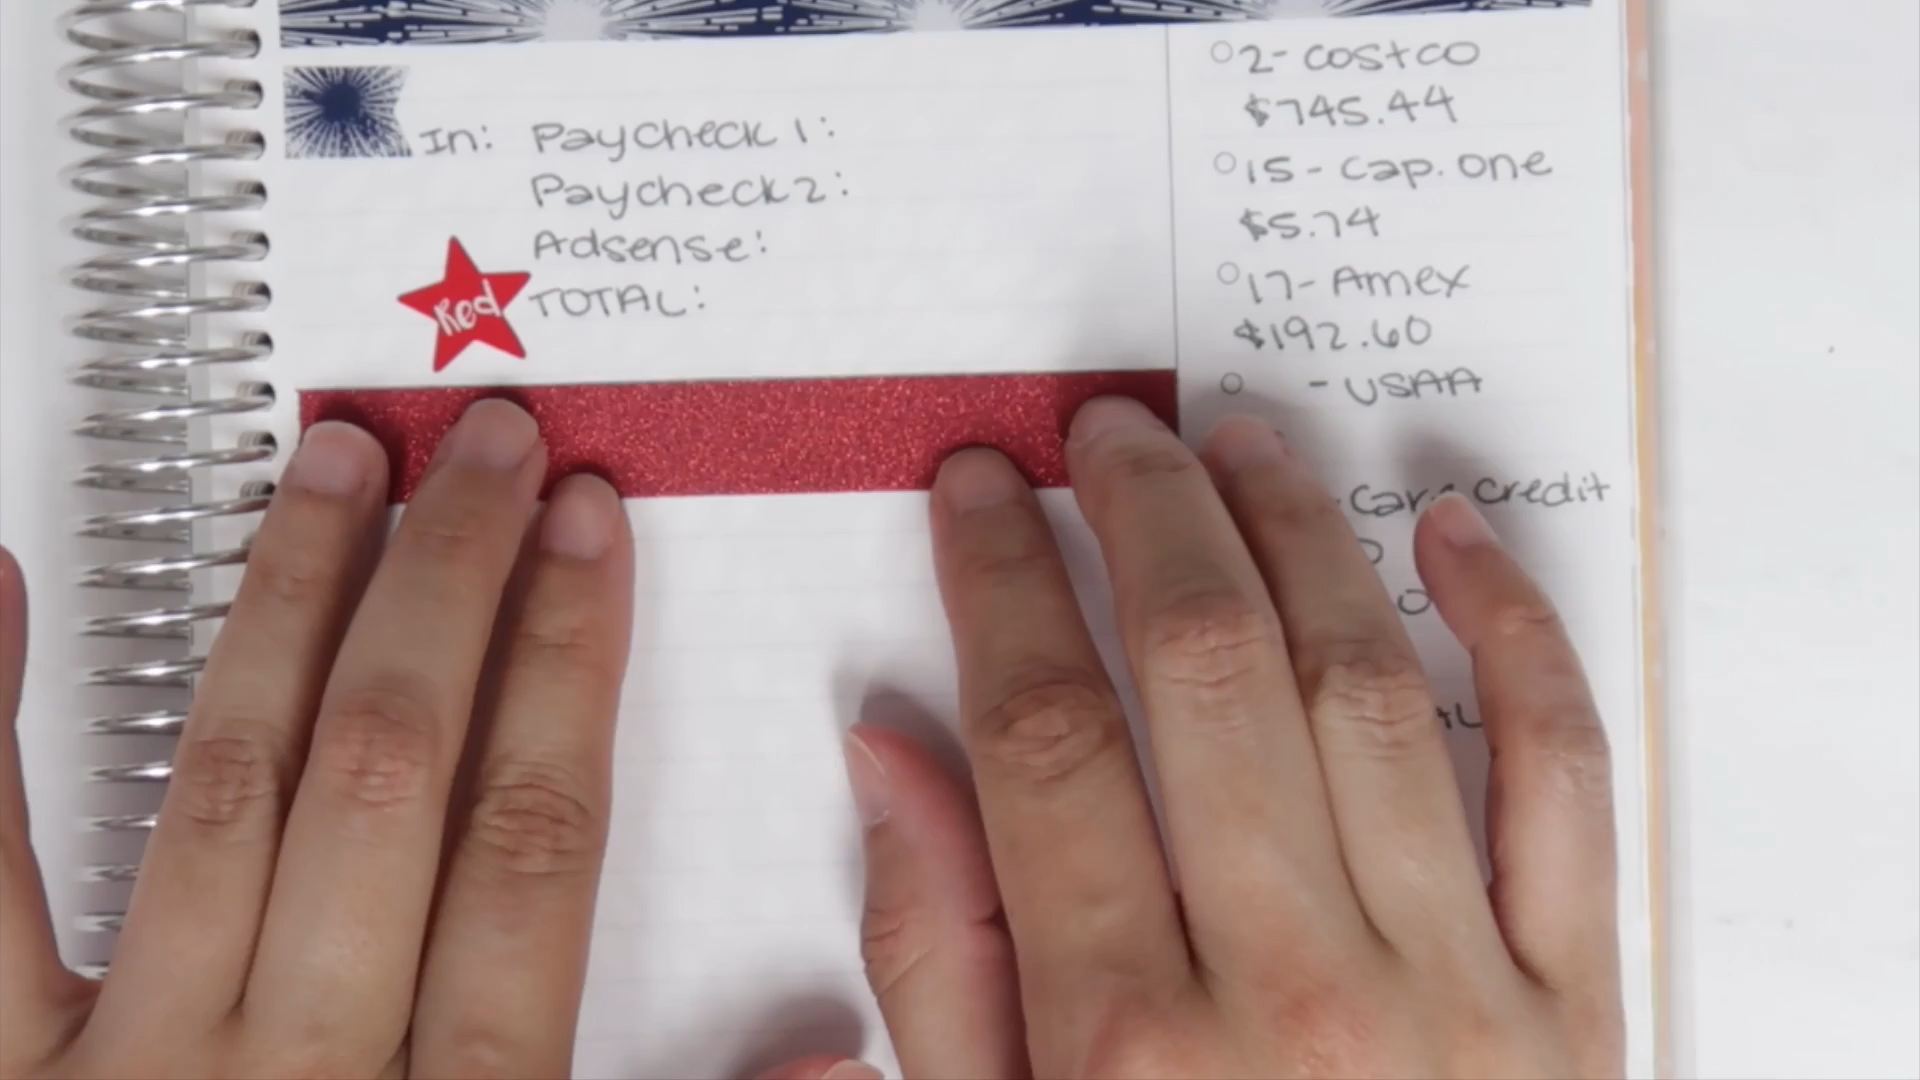 In: Paycheck 1:
Paycheck 2:
Adsense:
Red
TOTAL:
2- Costco
$745.44
15- Cap. One
$5.74
17- Amex
$192.60
- USAA
- Care Credit